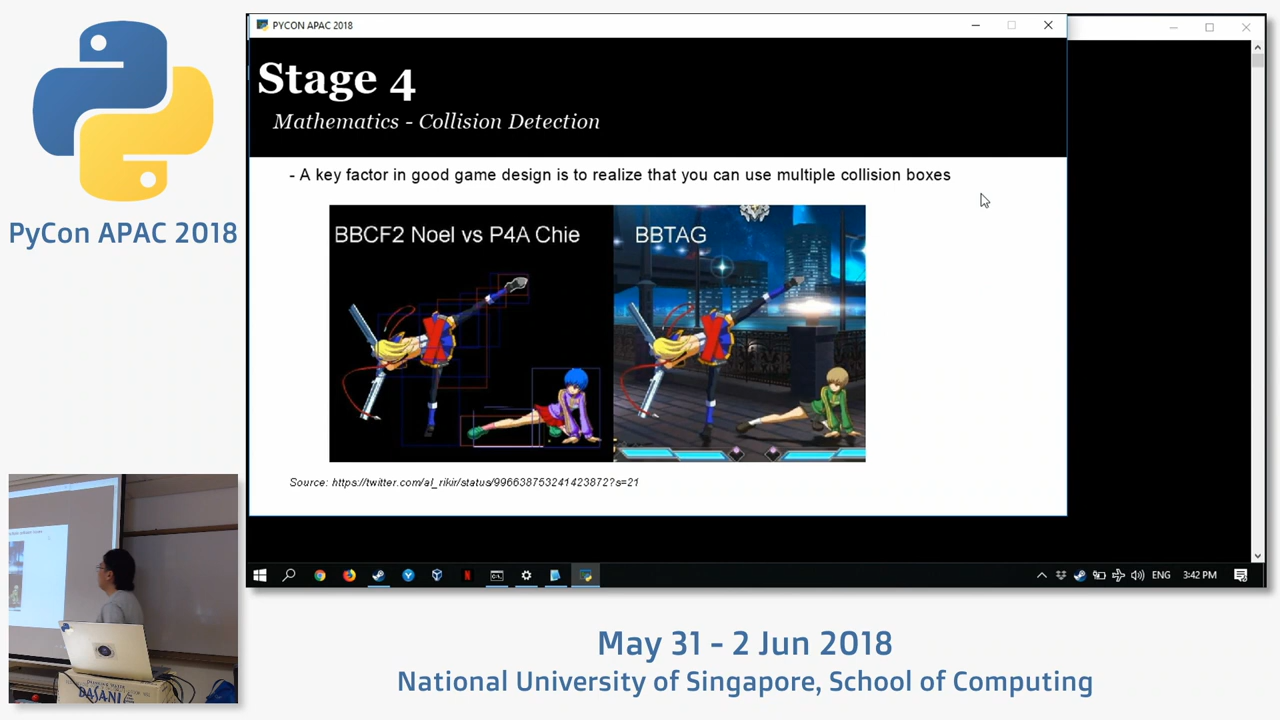 PYCON APAC 2018
Stage 4
Mathematics - Collision Detection
- A key factor in good game design is to realize that you can use multiple collision boxes
BBCF2 Noel vs P4A Chie
BBTAG
Source: https://twitter.com/al_rikir/status/996638753241423872?s=21
ENG
3:42 PM
PyCon APAC 2018
DASANI
May 31 - 2 Jun 2018
National University of Singapore, School of Computing